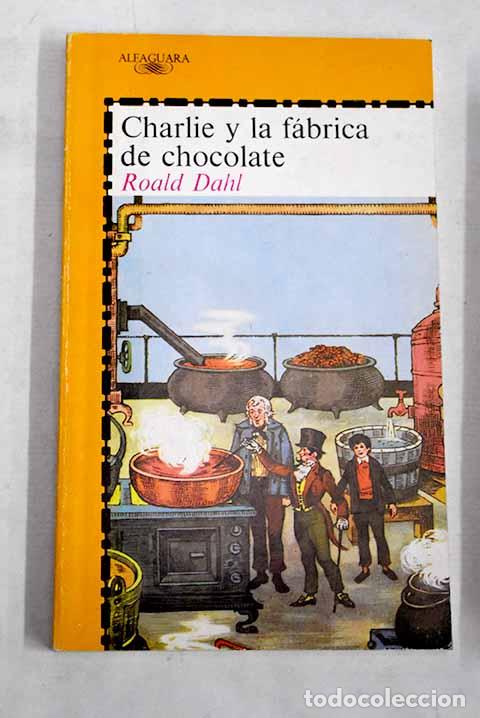 ALFAGUARA
Charlie y la fábrica
de chocolate
Roald Dahl
todocoleccion